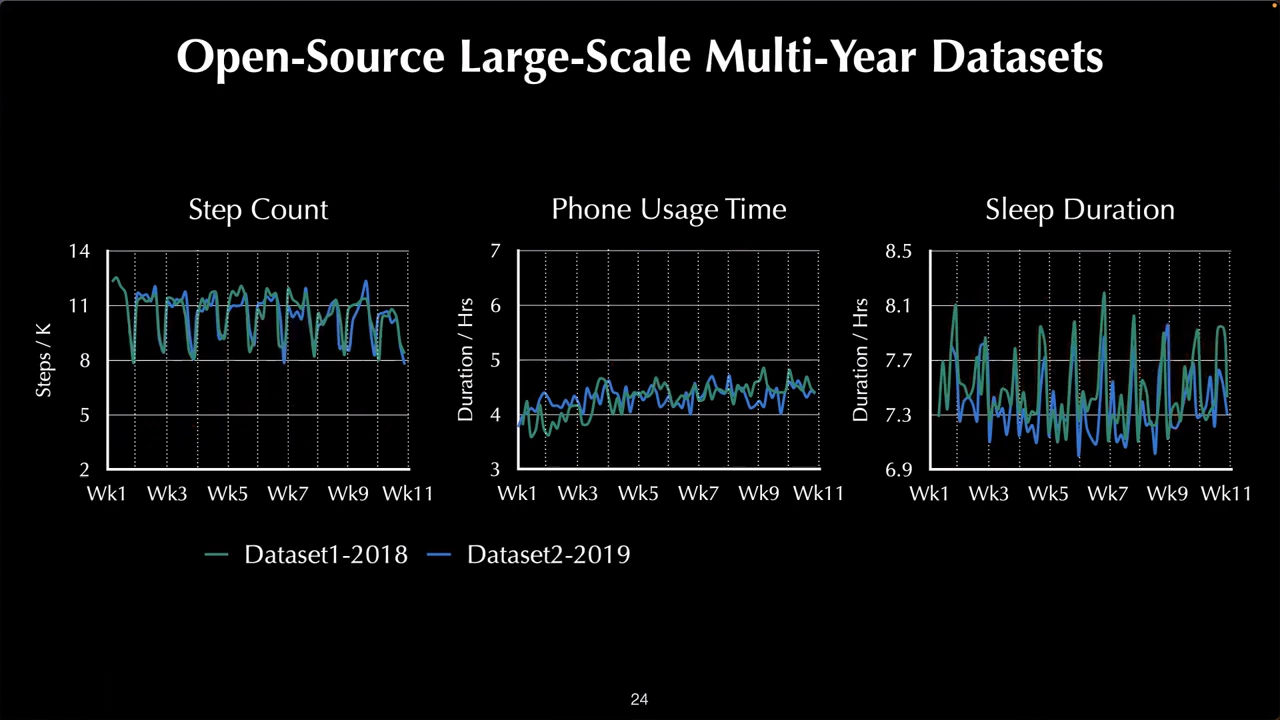 Open-Source Large-Scale Multi-Year Datasets
Step Count
14
11
8
5
2
Steps / K
Wk1 Wk3 Wk5 Wk7 Wk9 Wk11
Phone Usage Time
7
6
5
4
3
Duration / Hrs
Wk1 Wk3 Wk5 Wk7 Wk9 Wk11
Sleep Duration
8.5
8.1
7.7
7.3
6.9
Duration / Hrs
Wk1 Wk3 Wk5 Wk7 Wk9 Wk11
Dataset1-2018 Dataset2-2019
24